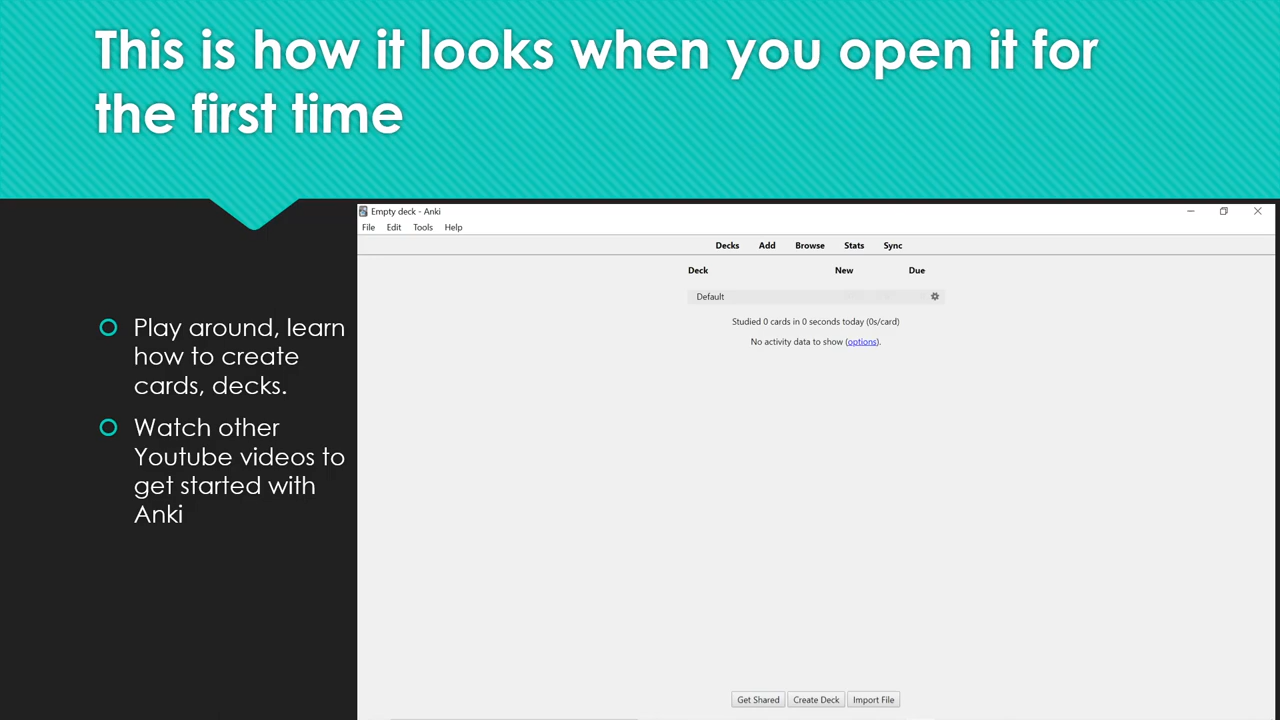 This is how it looks when you open it for
the first time
Play around, learn
how to create
cards, decks.
Watch other
Youtube videos to
get started with
Anki
Empty deck - Anki
File Edit Tools Help
Decks Add Browse Stats Sync
Deck New Due
Default
Studied 0 cards in 0 seconds today (0s/card)
No activity data to show (options).
Get Shared Create Deck Import File